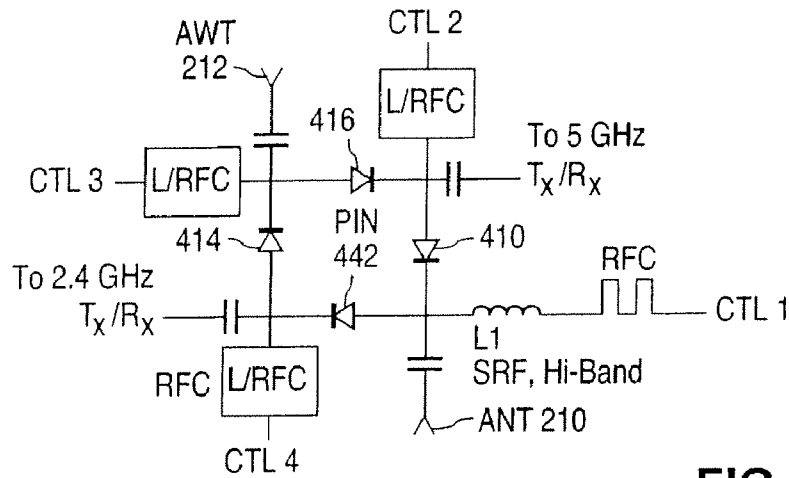 AWT
212
CTL 2
L/RFC
416
To 5 GHz
Tx/Rx
CTL 3
L/RFC
414
PIN
442
410
RFC
To 2.4 GHz
Tx/Rx
CTL 1
L1
SRF, Hi-Band
RFC
L/RFC
ANT 210
CTL 4